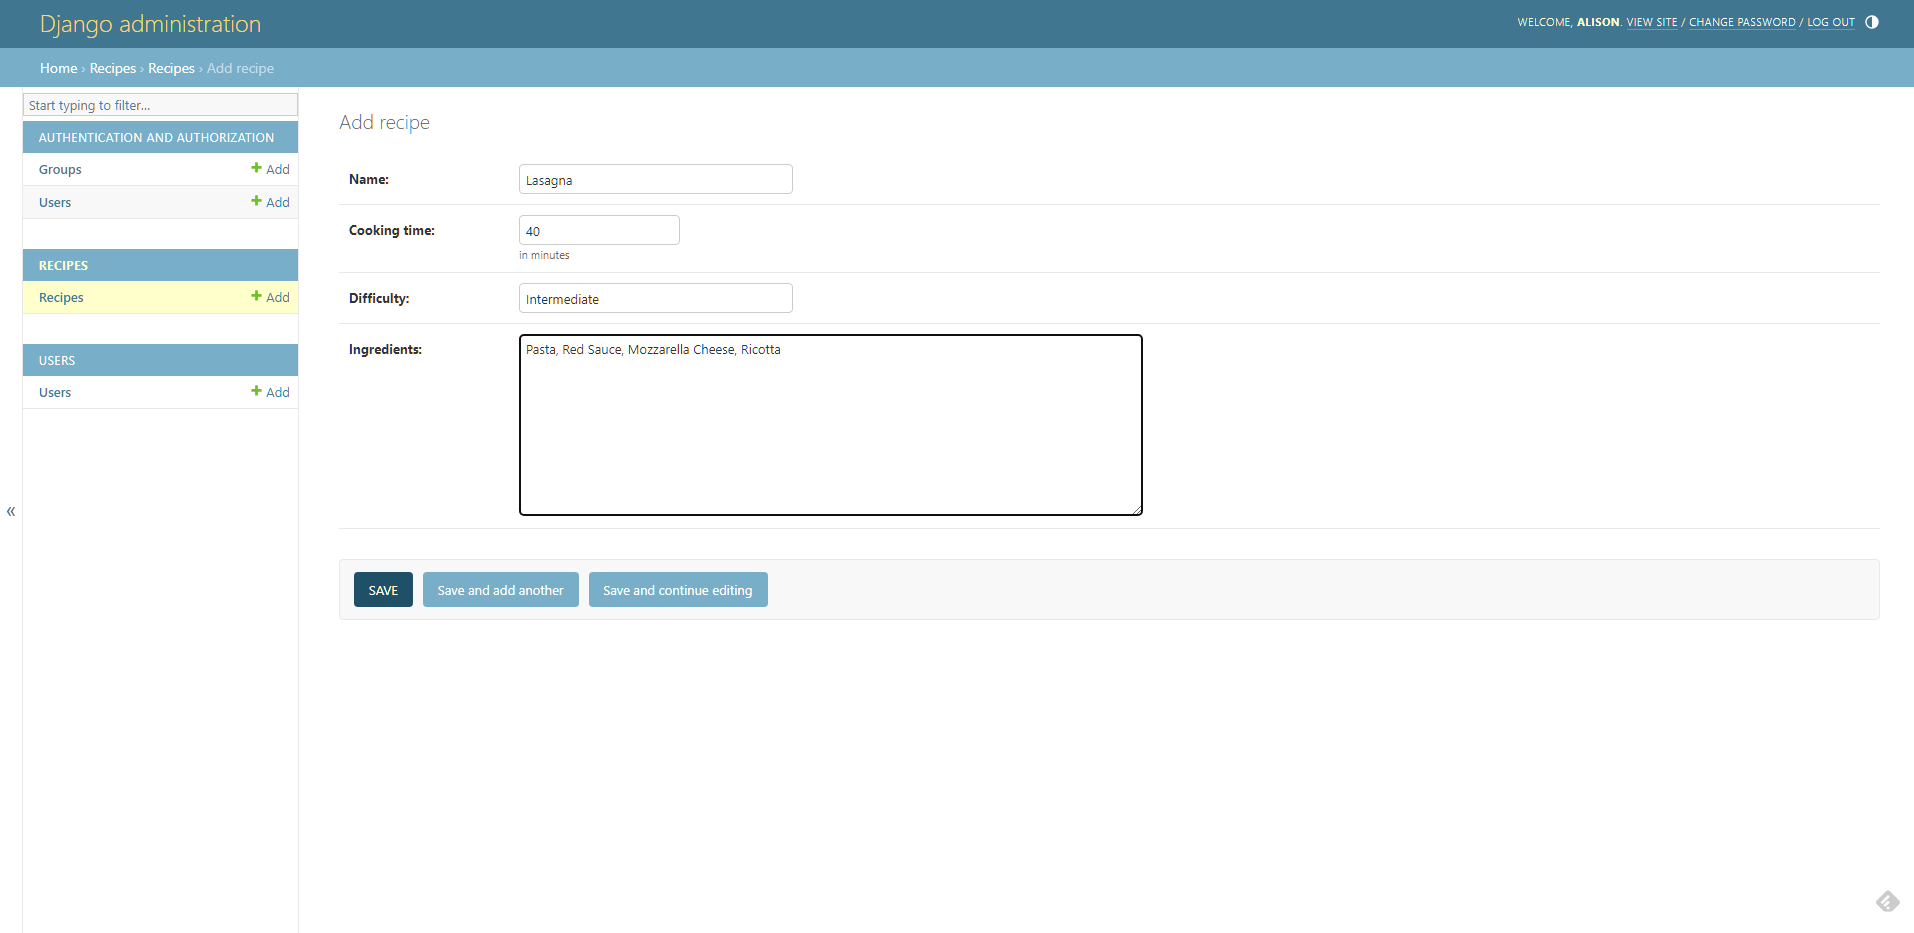 Django administration
WELCOME, ALISON. VIEW SITE / CHANGE PASSWORD / LOG OUT
Home › Recipes › Recipes › Add recipe
Start typing to filter...
AUTHENTICATION AND AUTHORIZATION
Groups + Add
Users + Add
RECIPES
Recipes + Add
USERS
Users + Add
«
Add recipe
Name: Lasagna
Cooking time: 40
in minutes
Difficulty: Intermediate
Ingredients: Pasta, Red Sauce, Mozzarella Cheese, Ricotta
SAVE Save and add another Save and continue editing